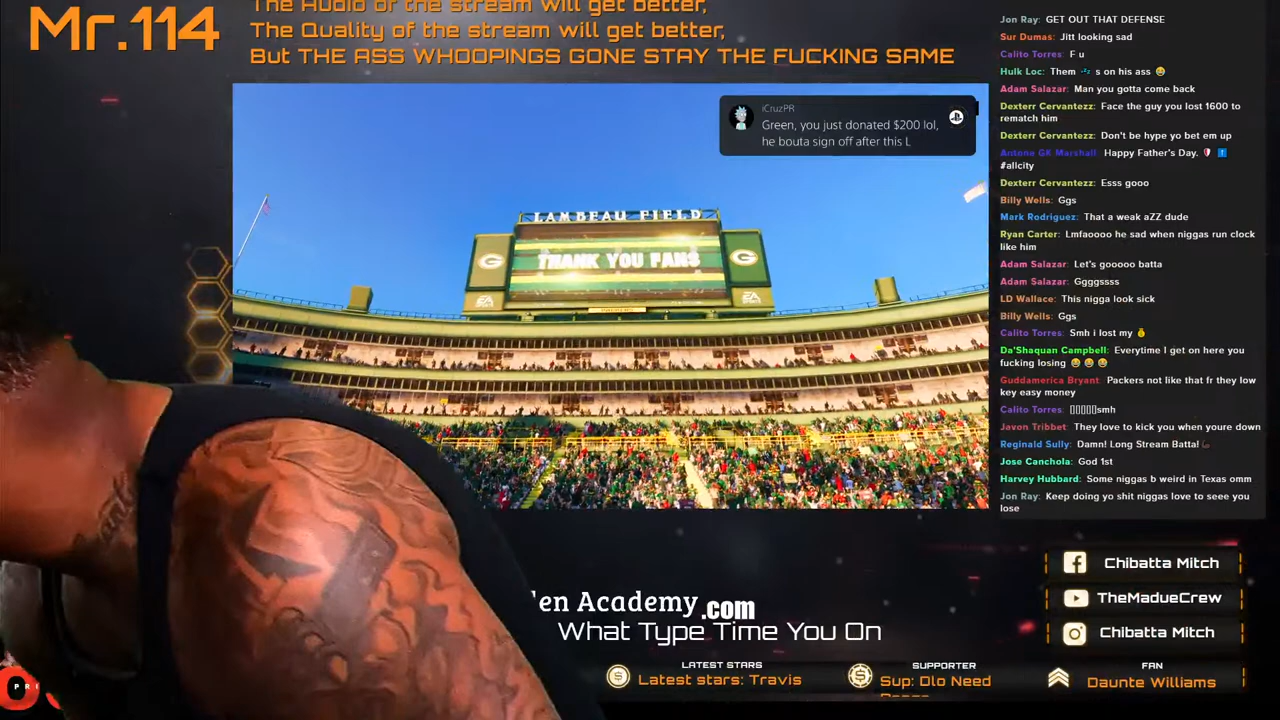 Mr.114
The Audio of the stream will get better,
The Quality of the stream will get better,
But THE ASS WHOOPINGS GONE STAY THE FUCKING SAME
iCruzPR
Green, you just donated $200 lol,
he bouta sign off after this L
LAMBEAU FIELD
THANK YOU FANS
G
G
EA
EA
Jon Ray: GET OUT THAT DEFENSE
Sur Dumas: Jitt looking sad
Calito Torres: F u
Hulk Loc: Them 💤 s on his ass 😂
Adam Salazar: Man you gotta come back
Dexterr Cervantezz: Face the guy you lost 1600 to
rematch him
Dexterr Cervantezz: Don't be hype yo bet em up
Antone GK Marshall: Happy Father's Day.
#allcity
Dexterr Cervantezz: Esss gooo
Billy Wells: Ggs
Mark Rodriguez: That a weak aZZ dude
Ryan Carter: Lmfaoooo he sad when niggas run clock
like him
Adam Salazar: Let's gooooo batta
Adam Salazar: Ggggssss
LD Wallace: This nigga look sick
Billy Wells: Ggs
Calito Torres: Smh i lost my 💰
Da'Shaquan Campbell: Everytime I get on here you
fucking losing 😂 😂 😂
Guddamerica Bryant: Packers not like that fr they low
key easy money
Calito Torres: []smh
Javon Tribbet: They love to kick you when youre down
Reginald Sully: Damn! Long Stream Batta!
Jose Canchola: God 1st
Harvey Hubbard: Some niggas b weird in Texas omm
Jon Ray: Keep doing yo shit niggas love to seee you
lose
Chibatta Mitch
TheMadueCrew
Chibatta Mitch
en Academy.com
What Type Time You On
LATEST STARS
Latest stars: Travis
SUPPORTER
Sup: Dlo Need
FAN
Daunte Williams
PR